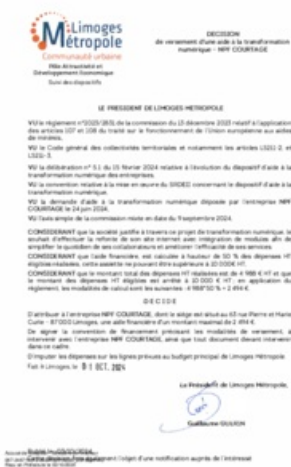 Limoges
Métropole
Communauté urbaine
Pôle Attractivité et
Développement Economique
Suivi des dispositifs
DECISION
de versement d'une aide à la transformation
numérique - NPF COURTAGE
LE PRESIDENT DE LIMOGES METROPOLE
VU le règlement n°2023/2831 de la commission du 13 décembre 2023 relatif à l'application
des articles 107 et 108 du traité sur le fonctionnement de l'Union européenne aux aides
de minimis,
VU le Code général des collectivités territoriales et notamment les articles L5211-2 et
VU la délibération n° 5.1 du 15 février 2024 relative à l'évolution du dispositif d'aide à la
transformation numérique des entreprises,
VU la convention relative à la mise en œuvre du SRDEII concernant le dispositif d'aide à la
transformation numérique,
VU la demande d'aide à la transformation numérique déposée par l'entreprise NPF
COURTAGE le 24 juin 2024,
VU l'avis simple de la commission mixte en date du 9 septembre 2024,
CONSIDERANT que la société justifie à travers ce projet de transformation numérique, le
souhait d'effectuer la refonte de son site internet avec intégration de modules afin de
simplifier le quotidien de ses collaborateurs et améliorer l'efficacité de ses services
CONSIDERANT que l'aide financière est calculée à hauteur de 50 % des dépenses HT
éligibles réalisées, cette assiette ne pouvant être supérieure à 10 000€ HT.
CONSIDERANT que le montant total des dépenses HT réalisées est de 4 988 € HT et que
le montant des dépenses HT éligibles est arrêté à 10 000 € HT ; en application du
règlement, les modalités de calcul sont les suivantes : 4 988*50 % = 2 494 €.
DECIDE
D'attribuer à l'entreprise NPF COURTAGE, dont le siège est situé au 63 rue Pierre et Marie
Curie - 87000 Limoges, une aide financière d'un montant maximal de 2 494 €.
De signer la convention de financement précisant les modalités de versement, à
intervenir avec l'entreprise NPF COURTAGE, ainsi que tout document devant intervenir
dans ce cadre.
D'imputer les dépenses sur les lignes prévues au budget principal de Limoges Métropole.
Fait à Limoges, le 01 OCT. 2024
Le Président de Limoges Métropole,
Guillaume GUERIN
l'objet d'une notification auprès de l'intéressé